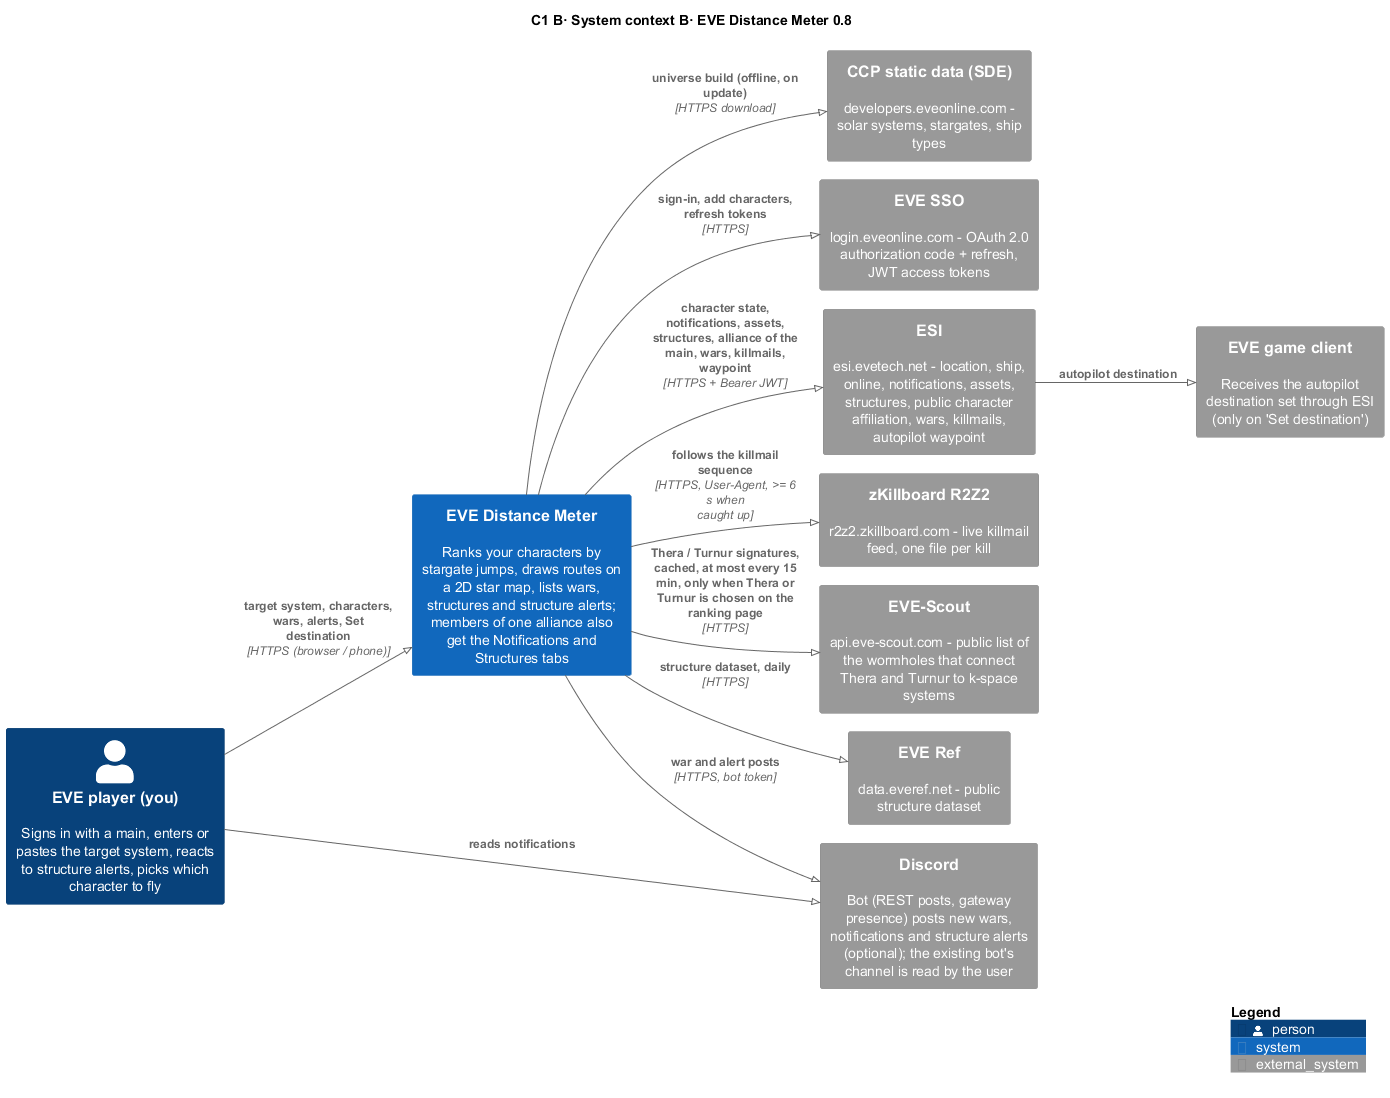 C1 В· System context В· EVE Distance Meter 0.8
CCP static data (SDE)
developers.eveonline.com -
solar systems, stargates, ship
types
universe build (offline, on
update)
[HTTPS download]
EVE SSO
login.eveonline.com - OAuth 2.0
authorization code + refresh,
JWT access tokens
sign-in, add characters,
refresh tokens
[HTTPS]
character state,
notifications, assets,
structures, alliance of the
main, wars, killmails,
waypoint
[HTTPS + Bearer JWT]
ESI
esi.evetech.net - location, ship,
online, notifications, assets,
structures, public character
affiliation, wars, killmails,
autopilot waypoint
autopilot destination
EVE game client
Receives the autopilot
destination set through ESI
(only on 'Set destination')
follows the killmail
sequence
[HTTPS, User-Agent, >= 6
s when
caught up]
zKillboard R2Z2
r2z2.zkillboard.com - live killmail
feed, one file per kill
EVE Distance Meter
Ranks your characters by
stargate jumps, draws routes on
a 2D star map, lists wars,
structures and structure alerts;
members of one alliance also
get the Notifications and
Structures tabs
Thera / Turnur signatures,
cached, at most every 15
min, only when Thera or
Turnur is chosen on the
ranking page
[HTTPS]
EVE-Scout
api.eve-scout.com - public list of
the wormholes that connect
Thera and Turnur to k-space
systems
target system, characters,
wars, alerts, Set
destination
[HTTPS (browser / phone)]
structure dataset, daily
[HTTPS]
EVE Ref
data.everef.net - public
structure dataset
war and alert posts
[HTTPS, bot token]
EVE player (you)
Signs in with a main, enters or
pastes the target system, reacts
to structure alerts, picks which
character to fly
reads notifications
Discord
Bot (REST posts, gateway
presence) posts new wars,
notifications and structure alerts
(optional); the existing bot's
channel is read by the user
Legend
person
system
external_system